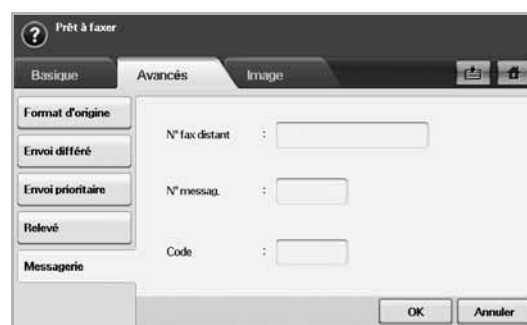 Prêt à faxer
Basique Avancés Image
Format d'origine
Envoi différé
Envoi prioritaire
Relevé
Messagerie
N° fax distant :
N° messag. :
Code :
OK Annuler